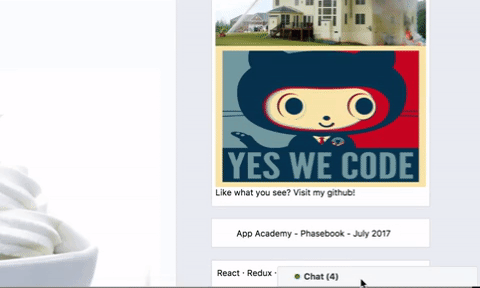 YES WE CODE
Like what you see? Visit my github!
App Academy - Phasebook - July 2017
React · Redux ·
Chat (4)